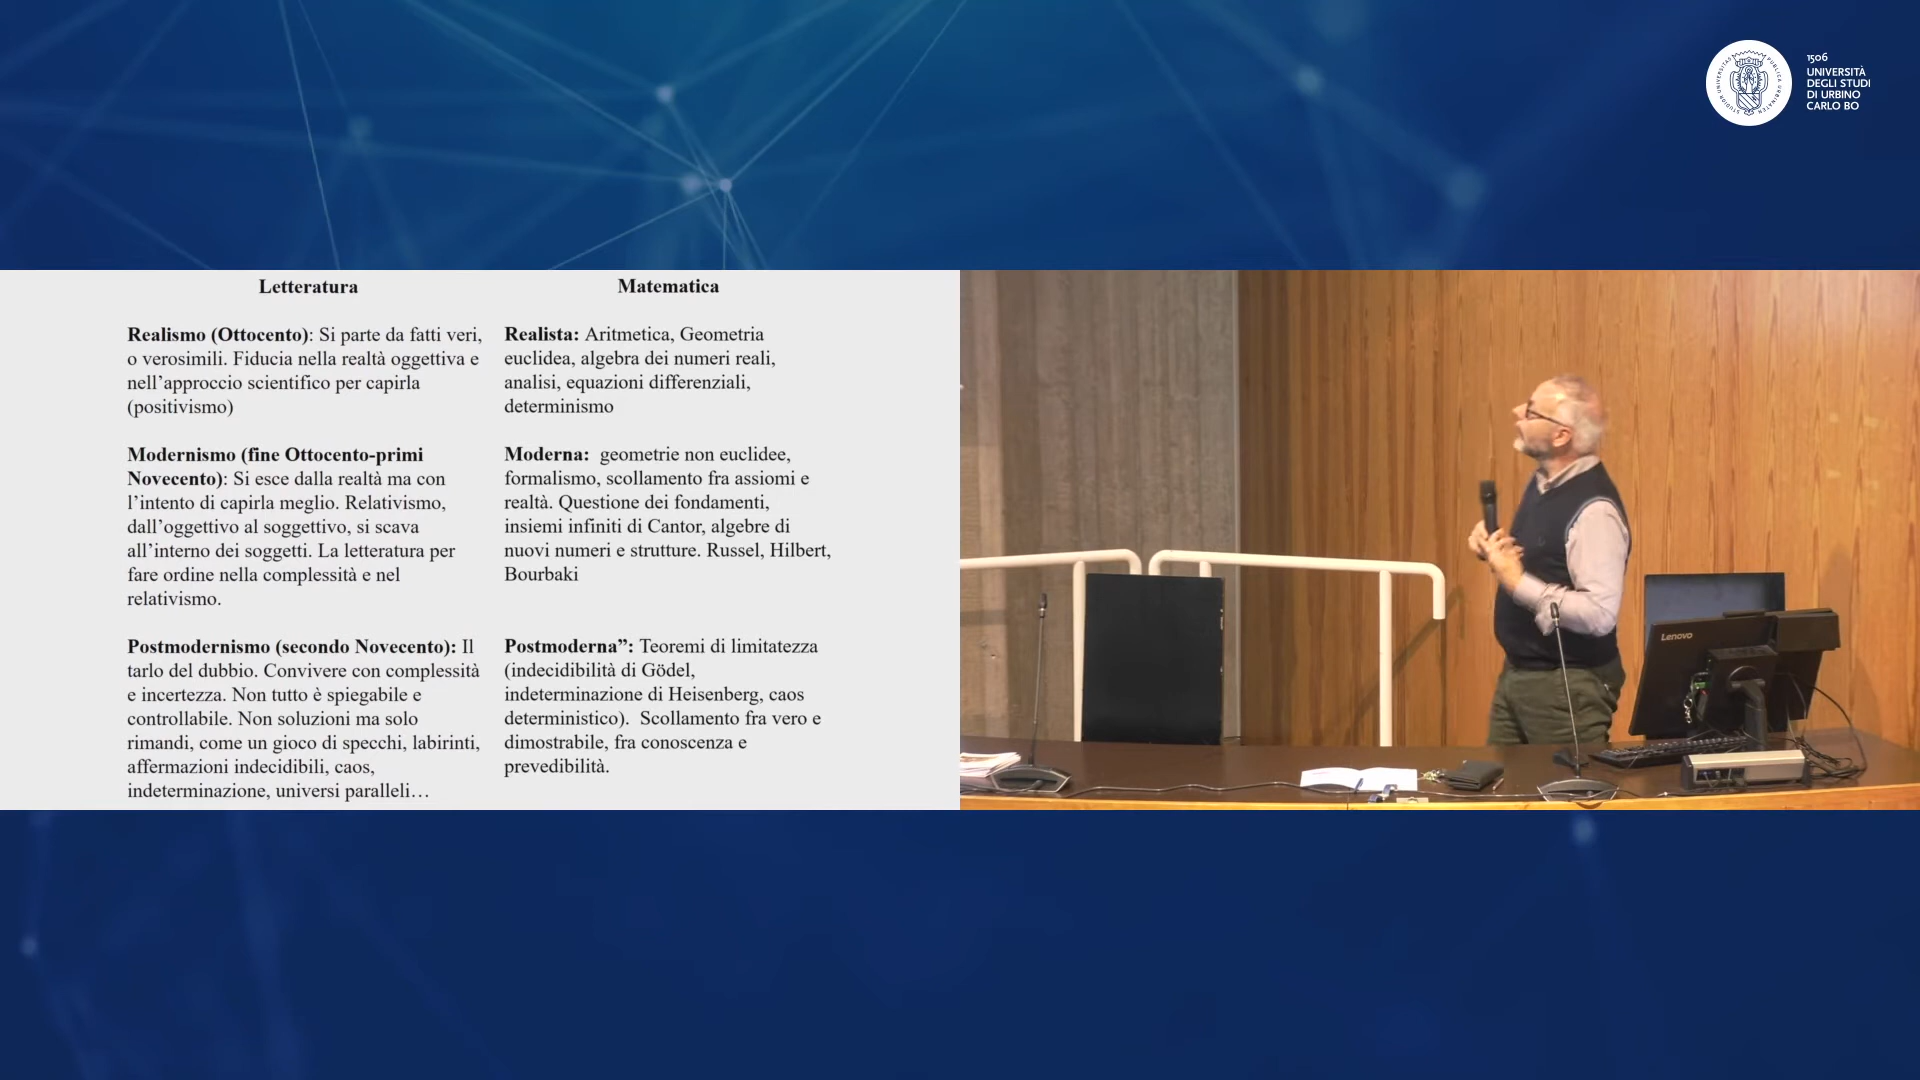 1506
UNIVERSITÀ
DEGLI STUDI
DI URBINO
CARLO BO
Letteratura
Realismo (Ottocento): Si parte da fatti veri,
o verosimili. Fiducia nella realtà oggettiva e
nell’approccio scientifico per capirla
(positivismo)
Modernismo (fine Ottocento-primi
Novecento): Si esce dalla realtà ma con
l’intento di capirla meglio. Relativismo,
dall’oggettivo al soggettivo, si scava
all’interno dei soggetti. La letteratura per
fare ordine nella complessità e nel
relativismo.
Postmodernismo (secondo Novecento): Il
tarlo del dubbio. Convivere con complessità
e incertezza. Non tutto è spiegabile e
controllabile. Non soluzioni ma solo
rimandi, come un gioco di specchi, labirinti,
affermazioni indecidibili, caos,
indeterminazione, universi paralleli…
Matematica
Realista: Aritmetica, Geometria
euclidea, algebra dei numeri reali,
analisi, equazioni differenziali,
determinismo
Moderna:  geometrie non euclidee,
formalismo, scollamento fra assiomi e
realtà. Questione dei fondamenti,
insiemi infiniti di Cantor, algebre di
nuovi numeri e strutture. Russel, Hilbert,
Bourbaki
Postmoderna”: Teoremi di limitatezza
(indecidibilità di Gödel,
indeterminazione di Heisenberg, caos
deterministico).  Scollamento fra vero e
dimostrabile, fra conoscenza e
prevedibilità.
Lenovo